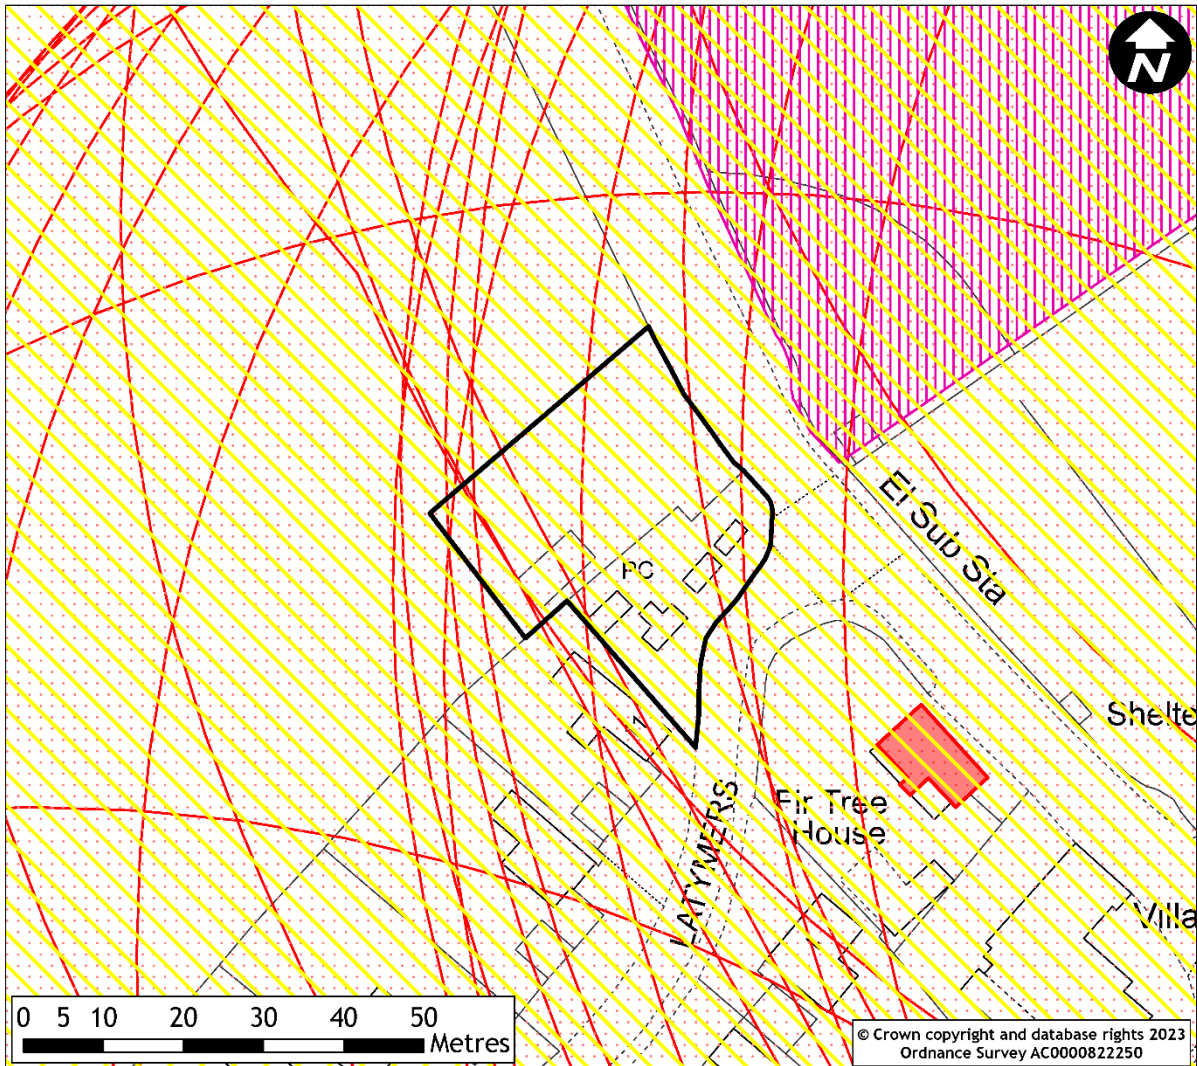 N
El Sub Sta
PC
Shelte
1
Fir Tree
House
LATYMERS
Villa
0 5 10 20 30 40 50
Metres
© Crown copyright and database rights 2023
Ordnance Survey AC0000822250